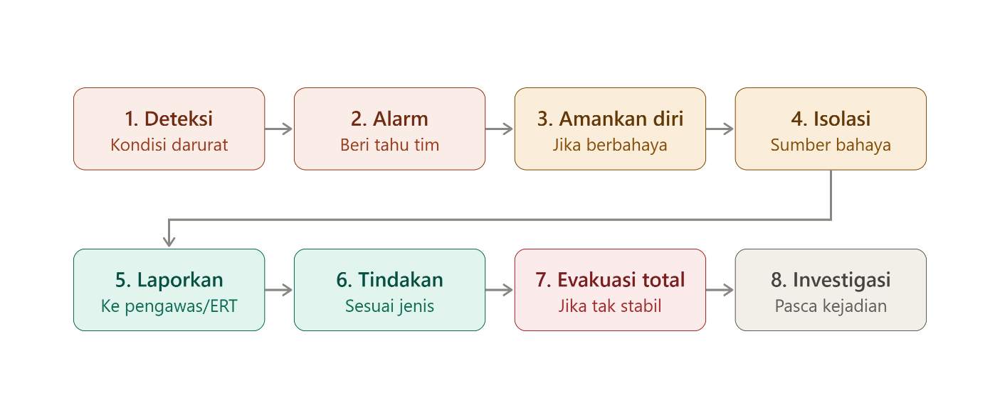 1. Deteksi
Kondisi darurat
2. Alarm
Beri tahu tim
3. Amankan diri
Jika berbahaya
4. Isolasi
Sumber bahaya
5. Laporkan
Ke pengawas/ERT
6. Tindakan
Sesuai jenis
7. Evakuasi total
Jika tak stabil
8. Investigasi
Pasca kejadian